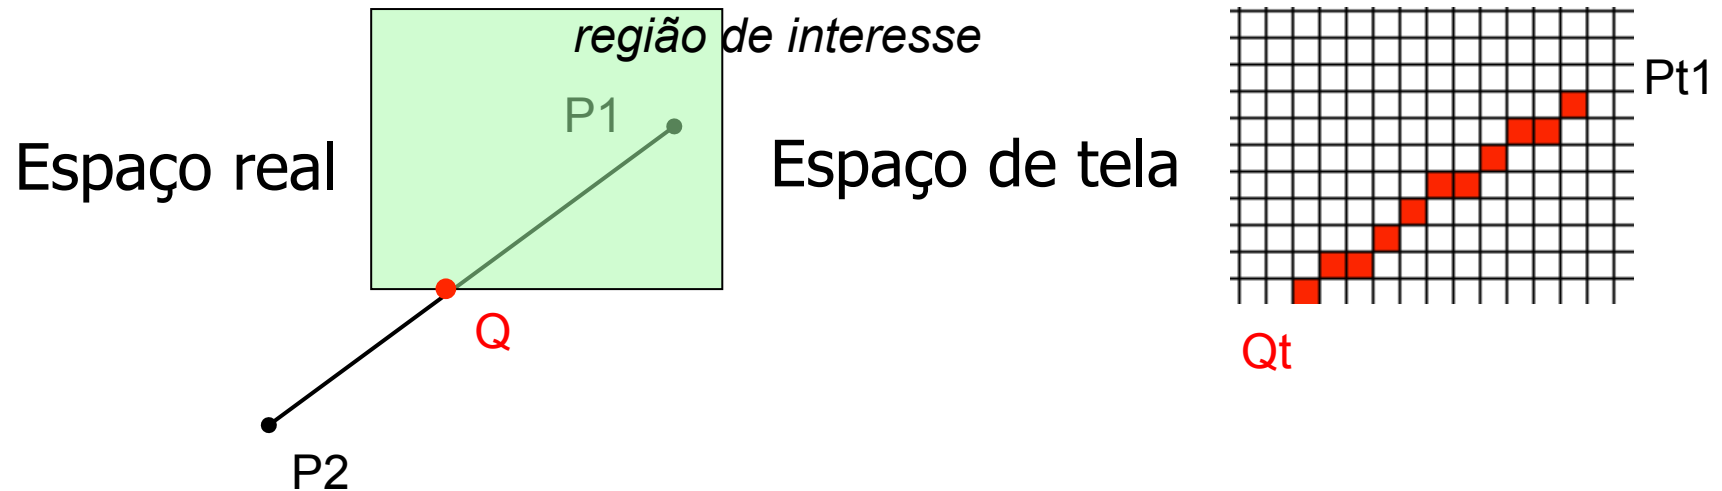 região de interesse
Pt1
P1
Espaço real
Espaço de tela
Q
Qt
P2